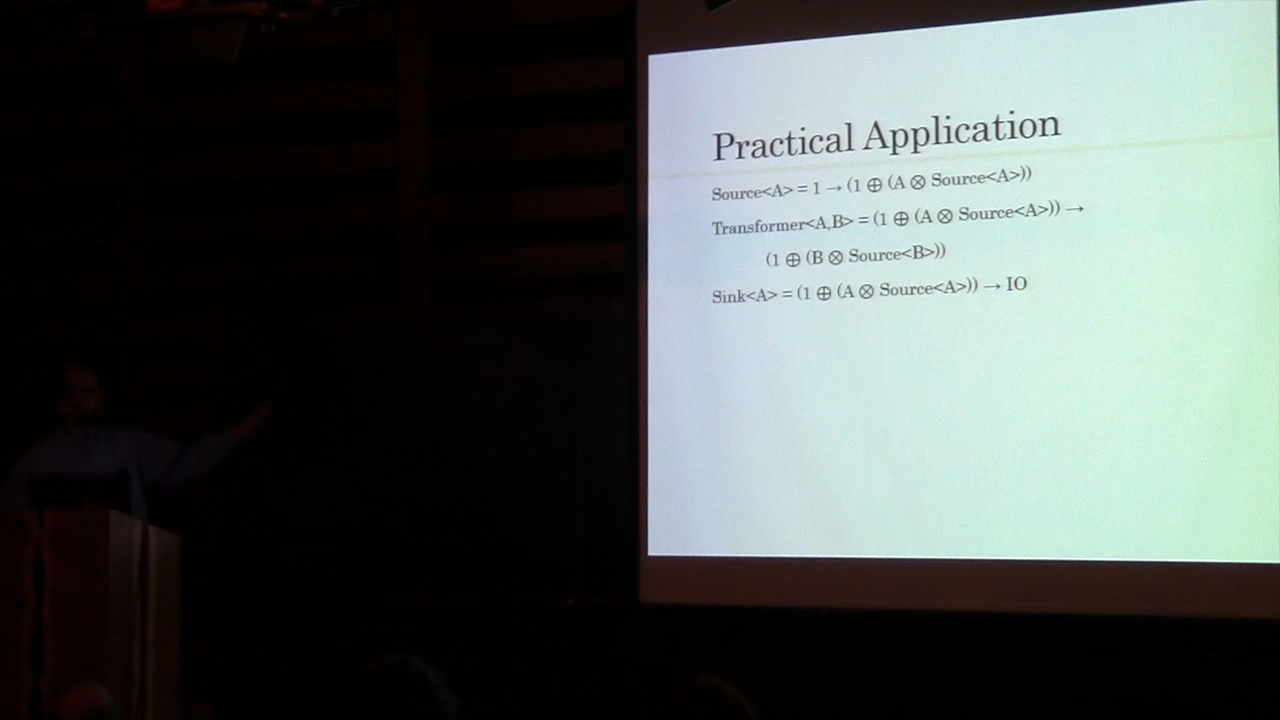 Practical Application
Source<A> = 1 → (1 ⊕ (A ⊗ Source<A>))
Transformer<A,B> = (1 ⊕ (A ⊗ Source<A>)) →
(1 ⊕ (B ⊗ Source<B>))
Sink<A> = (1 ⊕ (A ⊗ Source<A>)) → IO